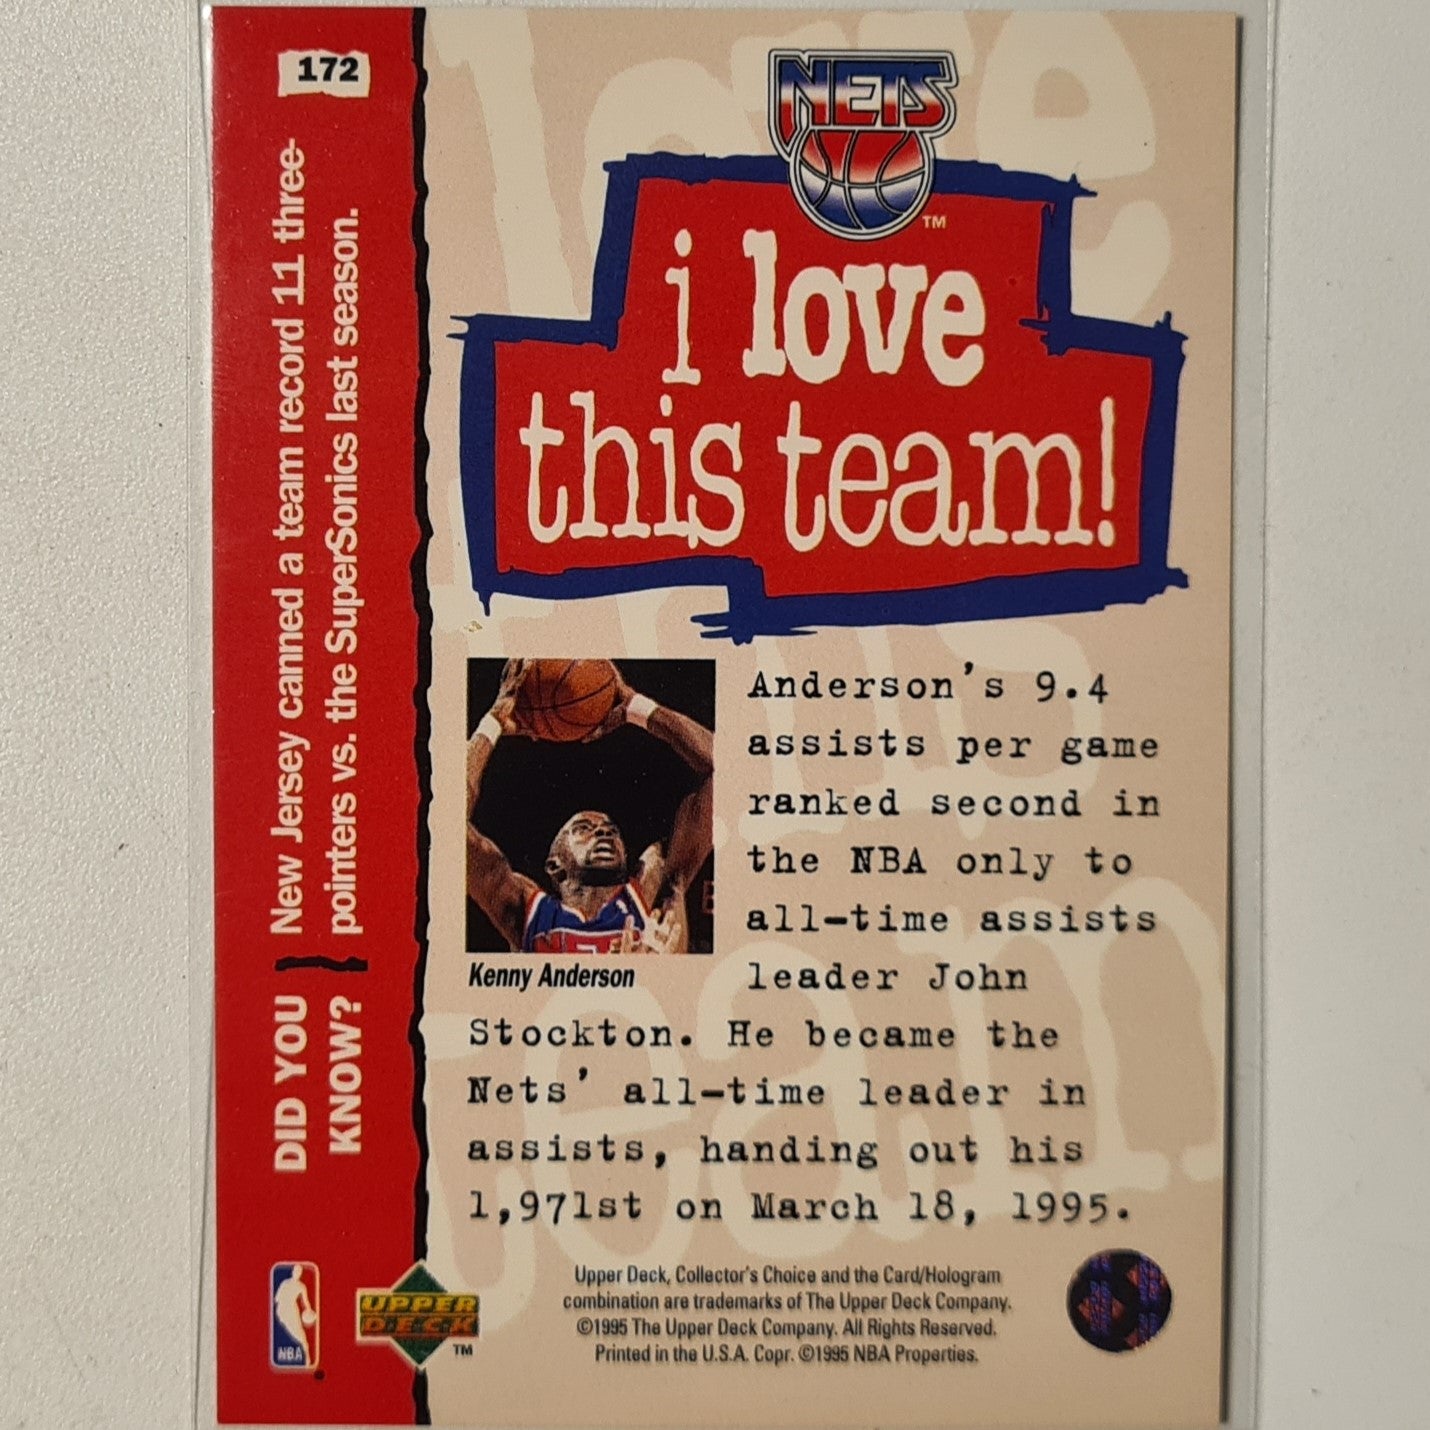 172
DID YOU KNOW?
New Jersey canned a team record 11 three-
pointers vs. the SuperSonics last season.
NETS
TM
i love
this team!
Anderson's 9.4
assists per game
ranked second in
the NBA only to
all-time assists
leader John
Kenny Anderson
Stockton. He became the
Nets' all-time leader in
assists, handing out his
1,971st on March 18, 1995.
NBA
UPPER
DECK
TM
Upper Deck, Collector's Choice and the Card/Hologram
combination are trademarks of The Upper Deck Company.
©1995 The Upper Deck Company. All Rights Reserved.
Printed in the U.S.A. Copr. ©1995 NBA Properties.